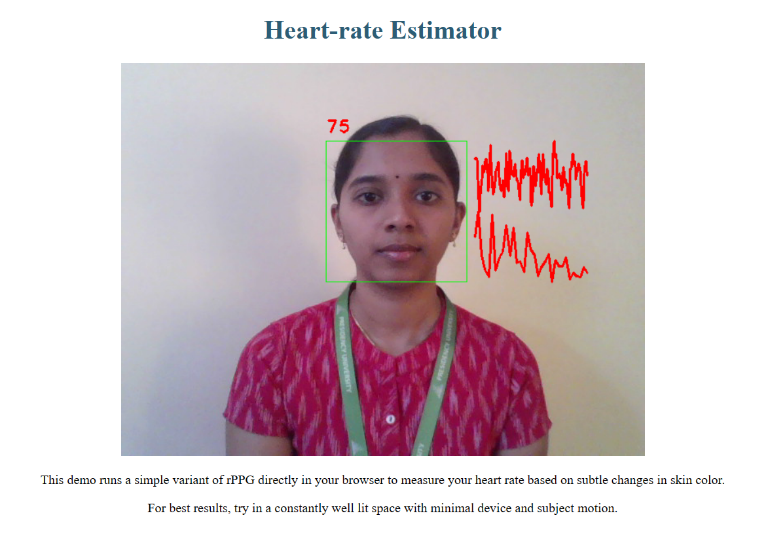 Heart-rate Estimator
75
PRESIDENCY UNIVERSITY
This demo runs a simple variant of rPPG directly in your browser to measure your heart rate based on subtle changes in skin color.
For best results, try in a constantly well lit space with minimal device and subject motion.